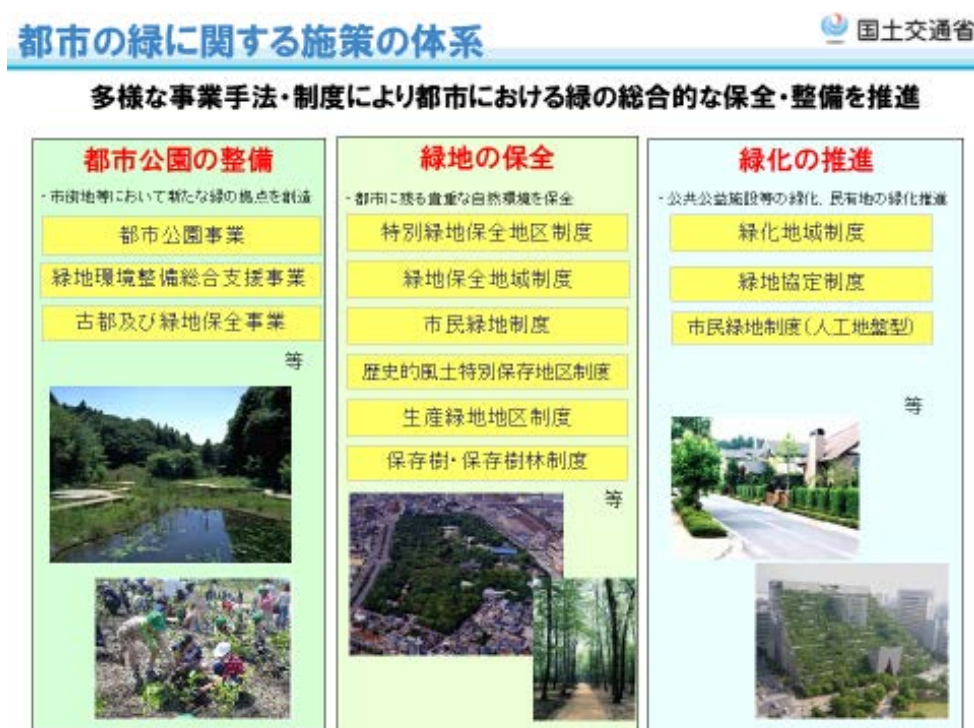 都市の緑に関する施策の体系
国土交通省
多様な事業手法・制度により都市における緑の総合的な保全・整備を推進
都市公園の整備
・市街地等において新たな緑の拠点を創造
都市公園事業
緑地環境整備総合支援事業
古都及び緑地保全事業
等
緑地の保全
・都市に残る貴重な自然環境を保全
特別緑地保全地区制度
緑地保全地域制度
市民緑地制度
歴史的風土特別保存地区制度
生産緑地地区制度
保存樹・保存樹林制度
等
緑化の推進
・公共公益施設等の緑化、民有地の緑化推進
緑化地域制度
緑地協定制度
市民緑地制度(人工地盤型)
等